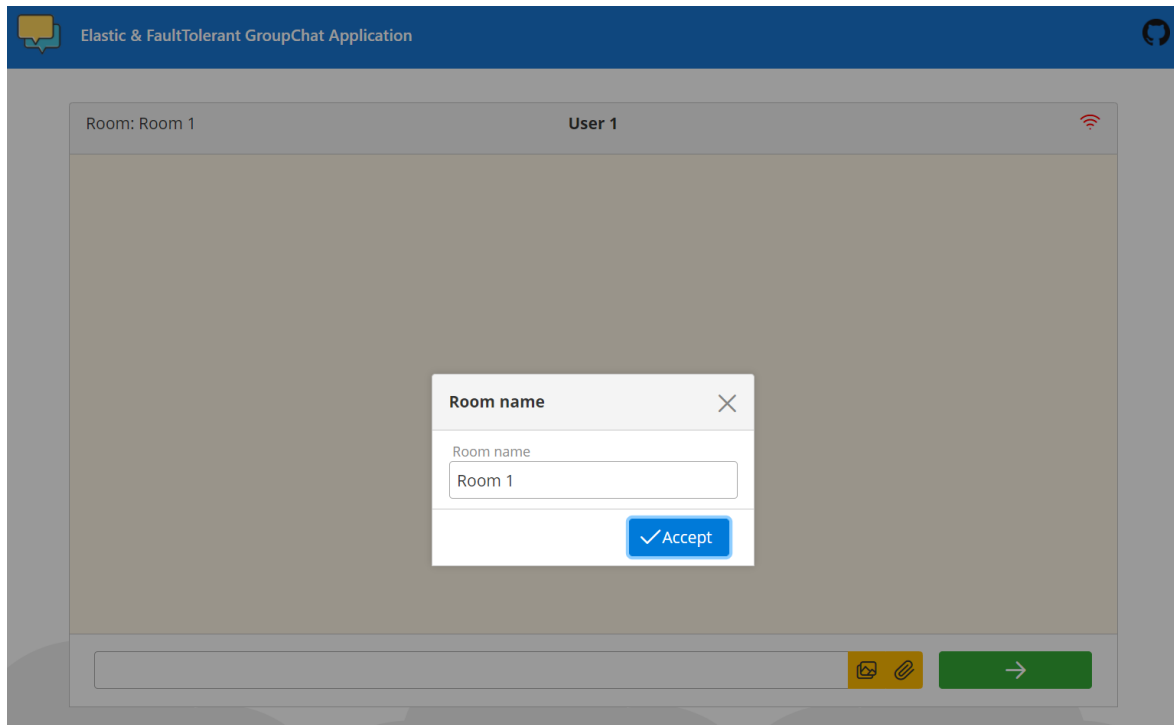 Elastic & FaultTolerant GroupChat Application
Room: Room 1
User 1
Room name
Room name
Room 1
Accept